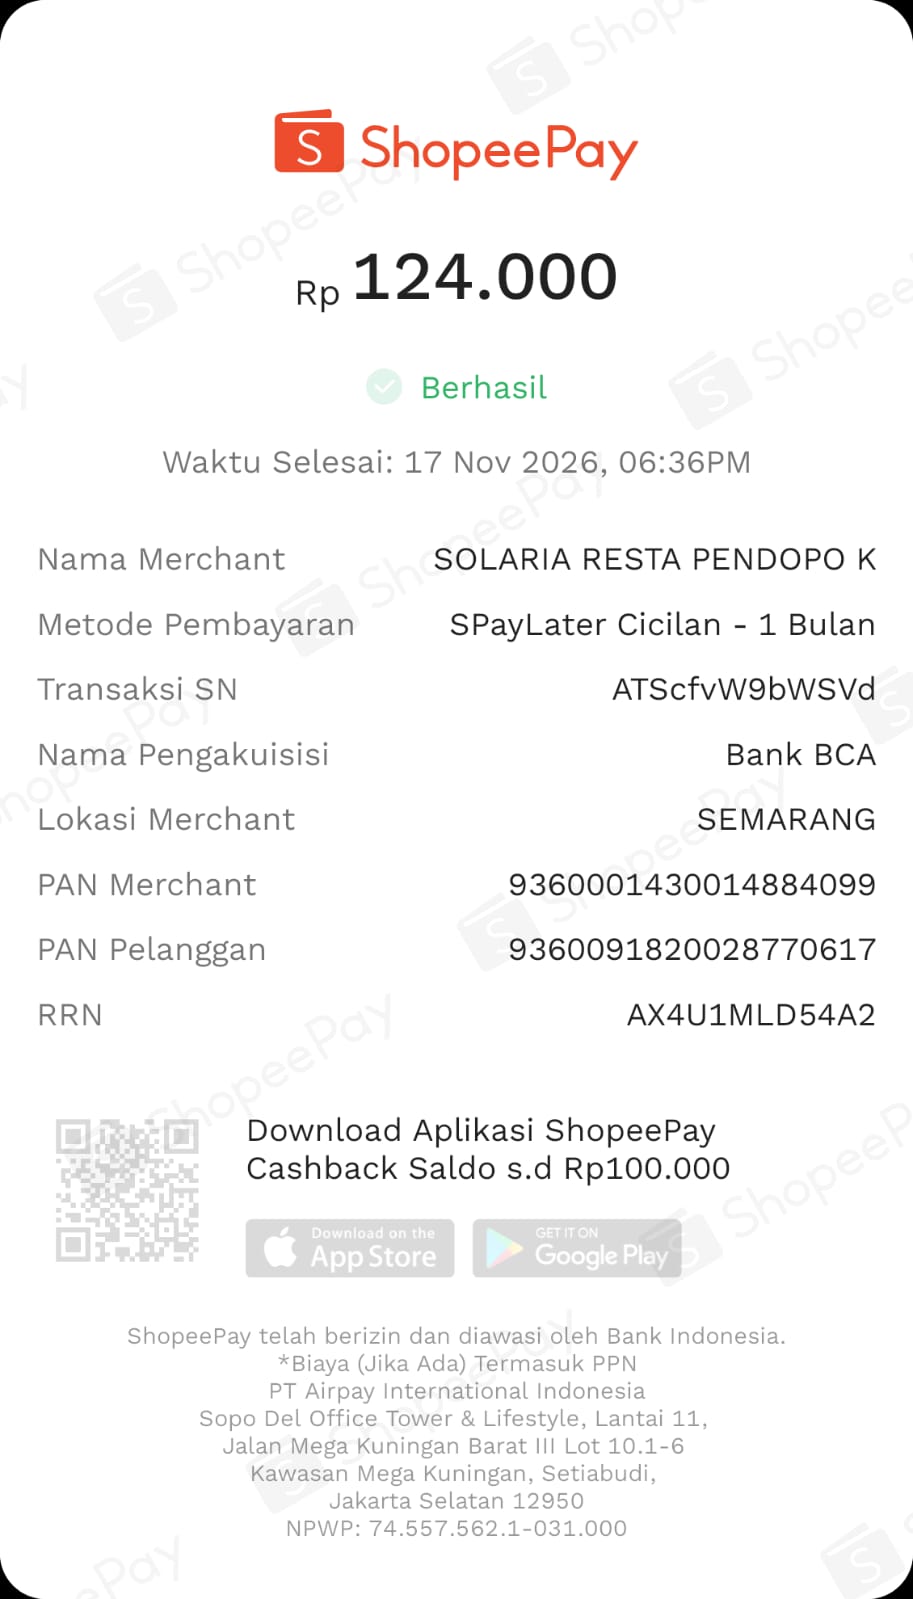 ShopeePay
Rp 124.000
Berhasil
Waktu Selesai: 17 Nov 2026, 06:36PM
Nama Merchant SOLARIA RESTA PENDOPO K
Metode Pembayaran SPayLater Cicilan - 1 Bulan
Transaksi SN ATScfvW9bWSVd
Nama Pengakuisisi Bank BCA
Lokasi Merchant SEMARANG
PAN Merchant 9360001430014884099
PAN Pelanggan 9360091820028770617
RRN AX4U1MLD54A2
Download Aplikasi ShopeePay
Cashback Saldo s.d Rp100.000
Download on the App Store
GET IT ON Google Play
ShopeePay telah berizin dan diawasi oleh Bank Indonesia.
*Biaya (Jika Ada) Termasuk PPN
PT Airpay International Indonesia
Sopo Del Office Tower & Lifestyle, Lantai 11,
Jalan Mega Kuningan Barat III Lot 10.1-6
Kawasan Mega Kuningan, Setiabudi,
Jakarta Selatan 12950
NPWP: 74.557.562.1-031.000